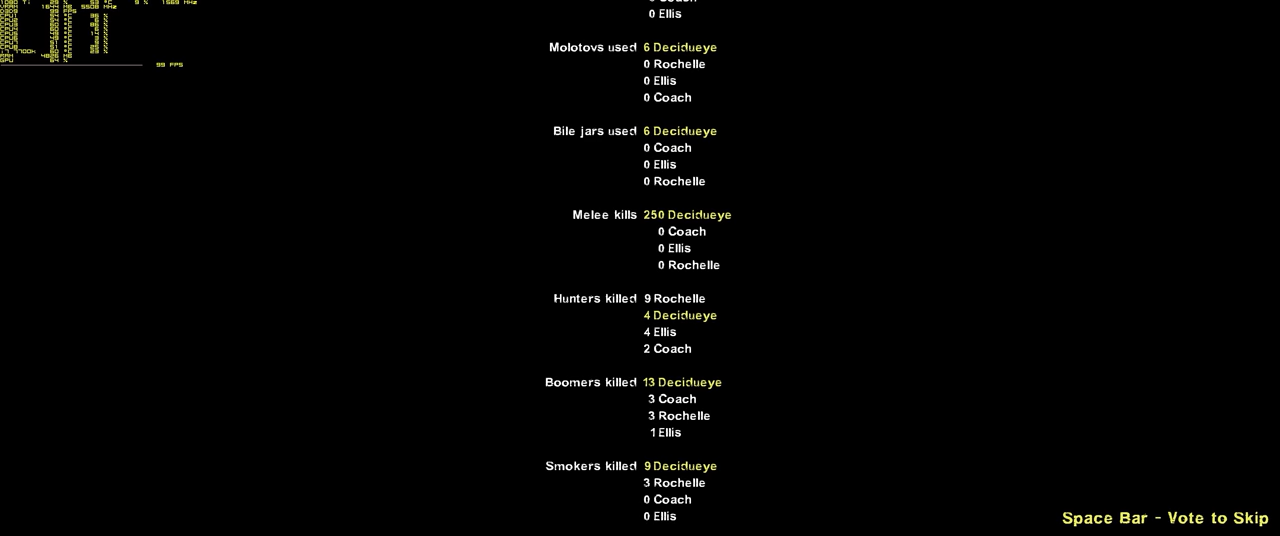 0 Ellis
Molotovs used 6 Decidueye
0 Rochelle
0 Ellis
0 Coach
Bile jars used 6 Decidueye
0 Coach
0 Ellis
0 Rochelle
Melee kills 250 Decidueye
0 Coach
0 Ellis
0 Rochelle
Hunters killed 9 Rochelle
4 Decidueye
4 Ellis
2 Coach
Boomers killed 13 Decidueye
3 Coach
3 Rochelle
1 Ellis
Smokers killed 9 Decidueye
3 Rochelle
0 Coach
0 Ellis
99 FPS
Space Bar - Vote to Skip